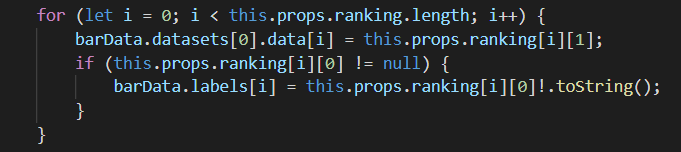 for (let i = 0; i < this.props.ranking.length; i++) {
barData.datasets[0].data[i] = this.props.ranking[i][1];
if (this.props.ranking[i][0] != null) {
barData.labels[i] = this.props.ranking[i][0]!.toString();
}
}